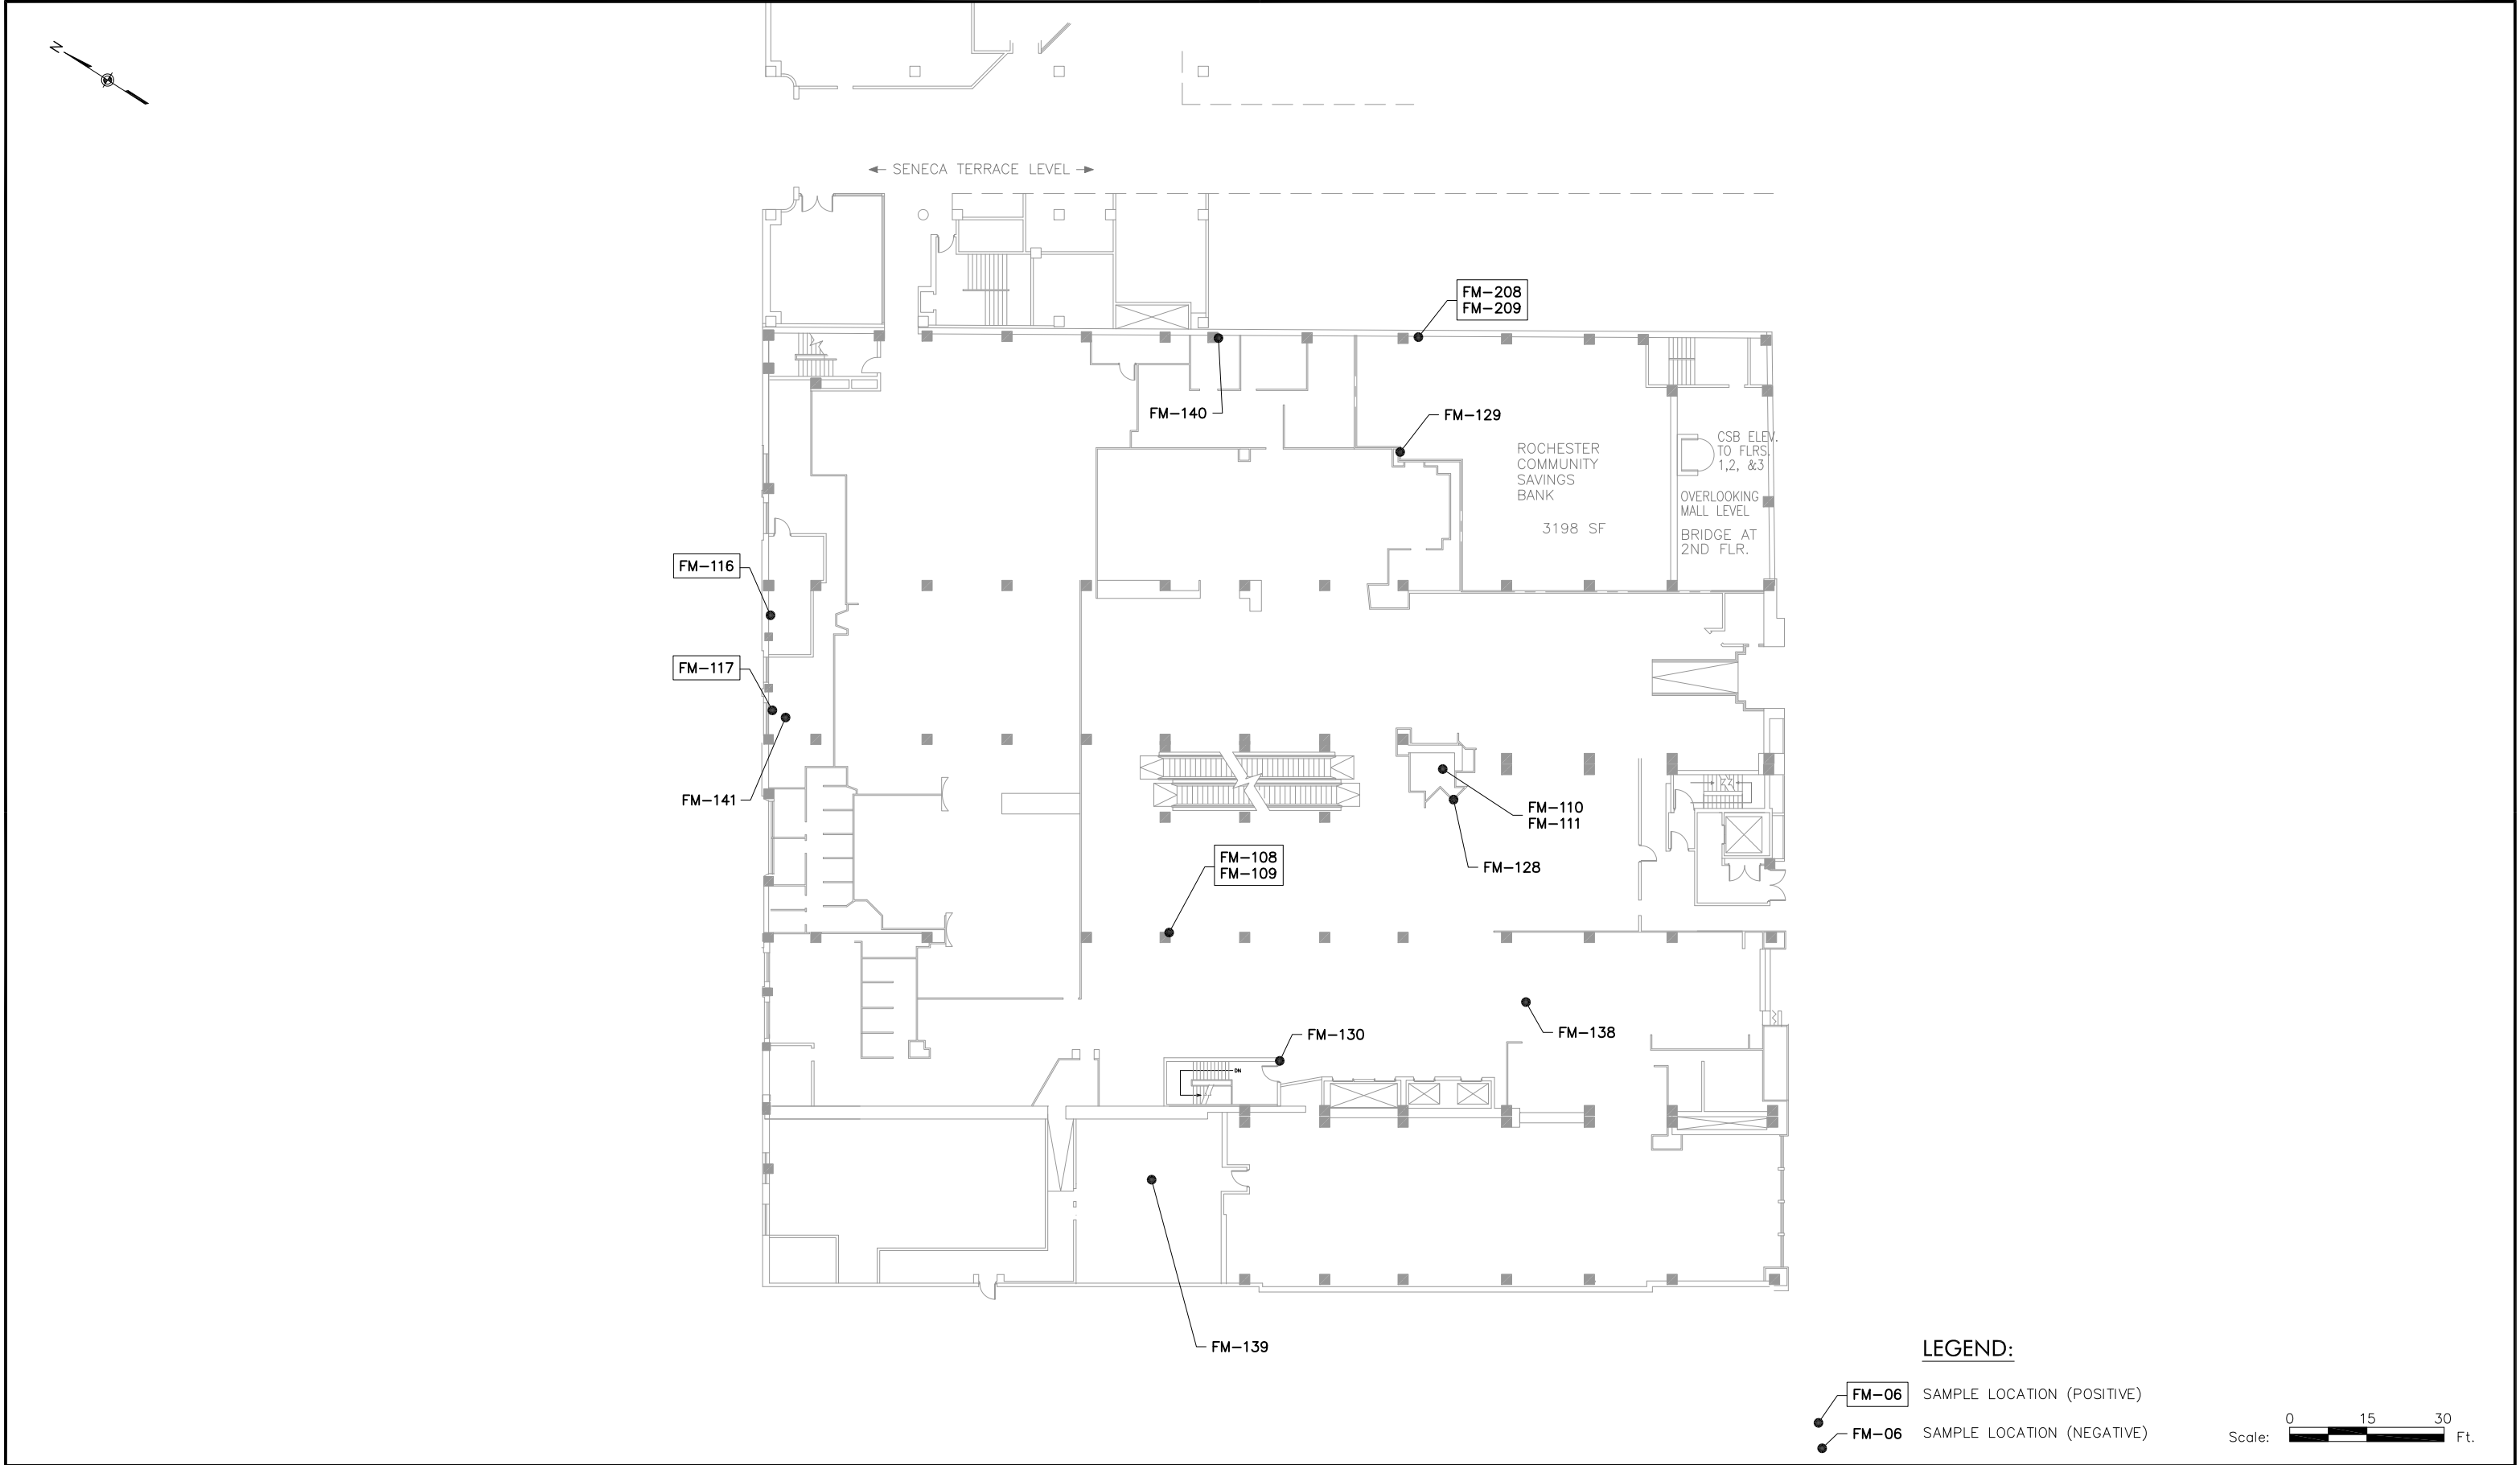 N
← SENECA TERRACE LEVEL →
FM-208
FM-209
FM-140
FM-129
ROCHESTER
COMMUNITY
SAVINGS
BANK
3198 SF
CSB ELEV.
TO FLRS.
1,2, &3
OVERLOOKING
MALL LEVEL
BRIDGE AT
2ND FLR.
FM-116
FM-117
FM-141
FM-110
FM-111
FM-128
FM-108
FM-109
FM-138
FM-130
DN
FM-139
LEGEND:
FM-06 SAMPLE LOCATION (POSITIVE)
FM-06 SAMPLE LOCATION (NEGATIVE)
0 15 30
Scale: Ft.